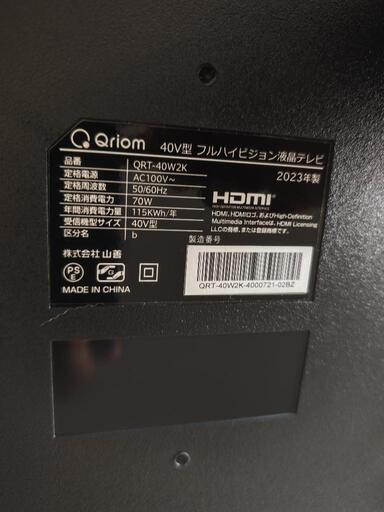 Qriom 40V型 フルハイビジョン液晶テレビ
品番 QRT-40W2K
2023年製
定格電源 AC100V~
定格周波数 50/60Hz
定格消費電力 70W
年間消費電力量 115KWh/年
受信機型サイズ 40V型
区分名 b
HDMI
HIGH-DEFINITION MULTIMEDIA INTERFACE
HDMI、HDMIロゴ、およびHigh-Definition
Multimedia Interfaceは、HDMI Licensing
LLCの商標、または登録商標です。
製造番号
QRT-40W2K-4000721-02BZ
株式会社 山善
PSE
MADE IN CHINA